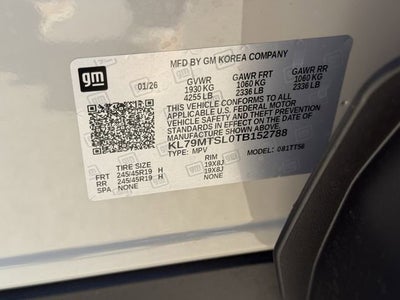 gm
MFD BY GM KOREA COMPANY
01/26 GVWR GAWR FRT GAWR RR
1930 KG 1060 KG 1060 KG
4255 LB 2336 LB 2336 LB
THIS VEHICLE CONFORMS TO ALL
APPLICABLE U.S. FEDERAL MOTOR
VEHICLE SAFETY AND THEFT
PREVENTION STANDARDS IN EFFECT ON
THE DATE OF MANUFACTURE SHOWN ABOVE.
KL79MTSL0TB152788
TYPE: MPV MODEL: 081TT56
TIRE SIZE RIM
FRT 245/45R19 H 19X8J
RR 245/45R19 H 19X8J
SPA NONE NONE